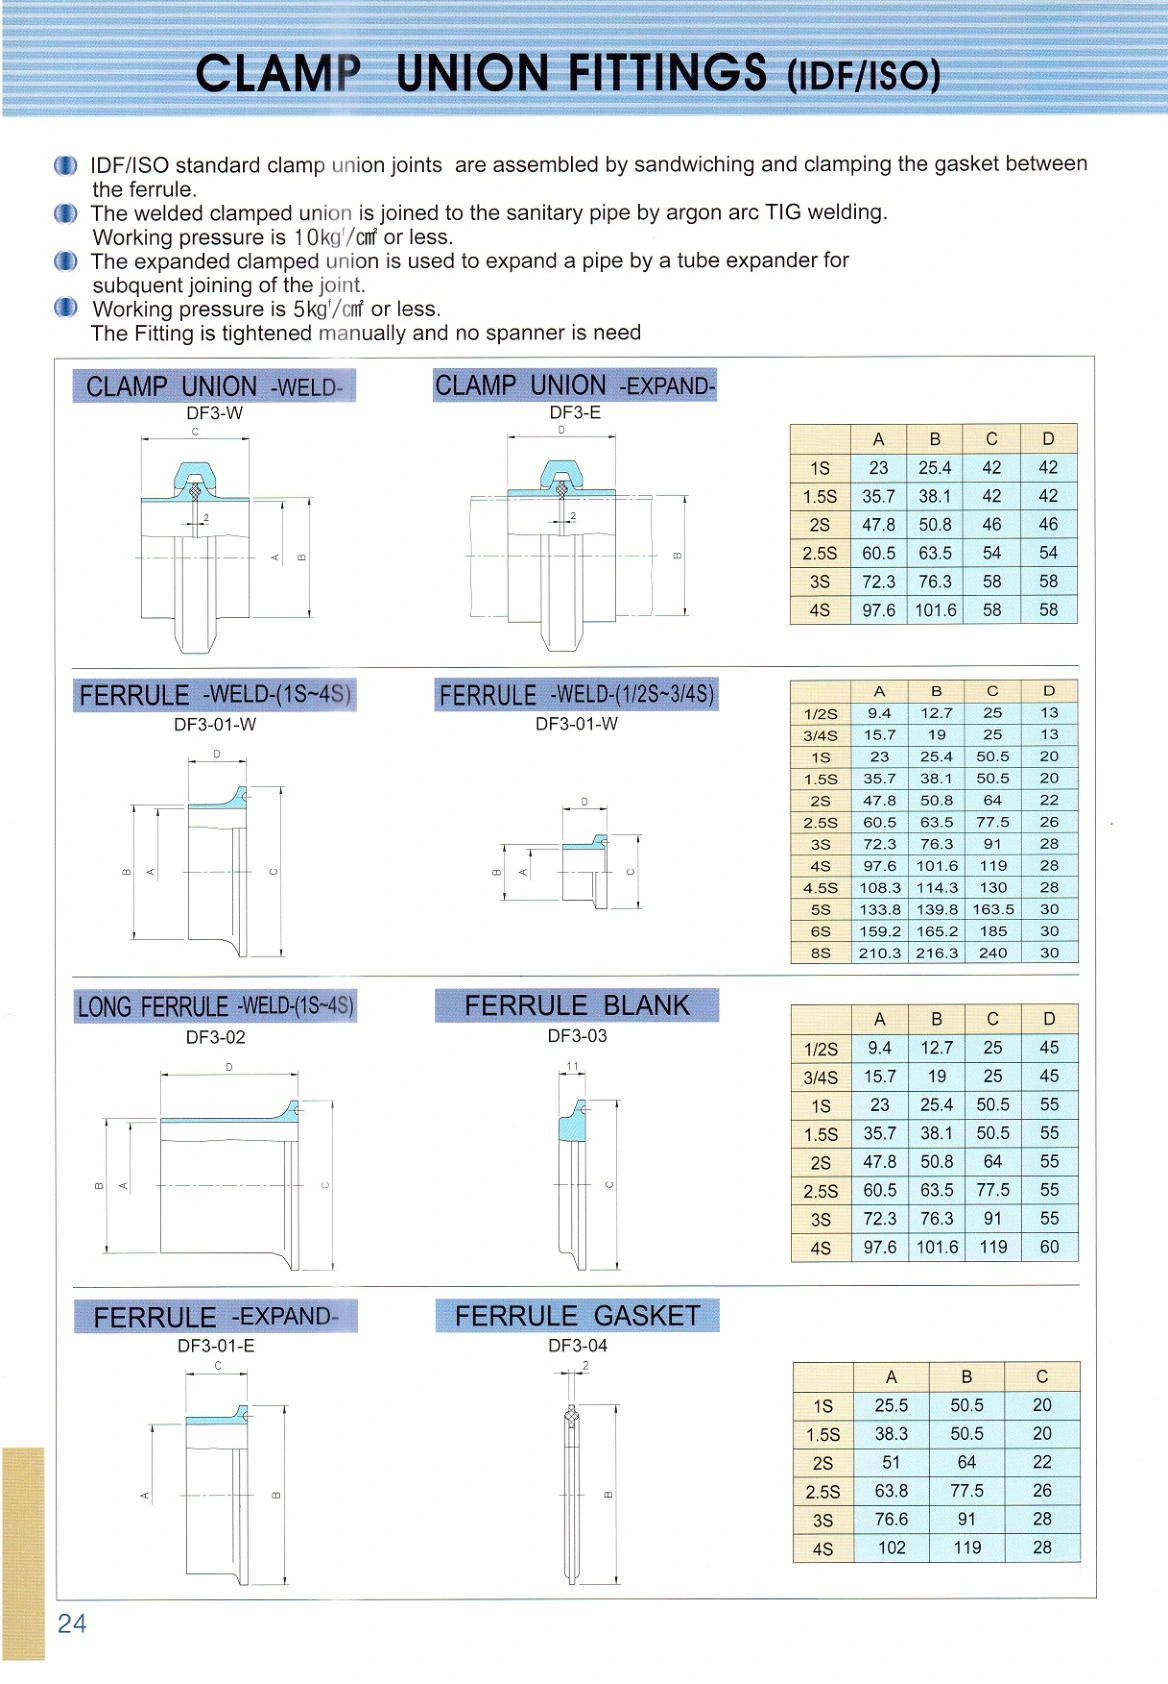 CLAMP UNION FITTINGS (IDF/ISO)
IDF/ISO standard clamp union joints are assembled by sandwiching and clamping the gasket between
the ferrule.
The welded clamped union is joined to the sanitary pipe by argon arc TIG welding.
Working pressure is 10kgf/cm² or less.
The expanded clamped union is used to expand a pipe by a tube expander for
subquent joining of the joint.
Working pressure is 5kgf/cm² or less.
The Fitting is tightened manually and no spanner is need
CLAMP UNION -WELD-
DF3-W
C
2
A
B
CLAMP UNION -EXPAND-
DF3-E
D
2
B
A B C D
1S 23 25.4 42 42
1.5S 35.7 38.1 42 42
2S 47.8 50.8 46 46
2.5S 60.5 63.5 54 54
3S 72.3 76.3 58 58
4S 97.6 101.6 58 58
FERRULE -WELD-(1S~4S)
DF3-01-W
D
B
A
C
FERRULE -WELD-(1/2S~3/4S)
DF3-01-W
D
B
A
C
A B C D
1/2S 9.4 12.7 25 13
3/4S 15.7 19 25 13
1S 23 25.4 50.5 20
1.5S 35.7 38.1 50.5 20
2S 47.8 50.8 64 22
2.5S 60.5 63.5 77.5 26
3S 72.3 76.3 91 28
4S 97.6 101.6 119 28
4.5S 108.3 114.3 130 28
5S 133.8 139.8 163.5 30
6S 159.2 165.2 185 30
8S 210.3 216.3 240 30
LONG FERRULE -WELD-(1S~4S)
DF3-02
D
B
A
C
FERRULE BLANK
DF3-03
11
C
A B C D
1/2S 9.4 12.7 25 45
3/4S 15.7 19 25 45
1S 23 25.4 50.5 55
1.5S 35.7 38.1 50.5 55
2S 47.8 50.8 64 55
2.5S 60.5 63.5 77.5 55
3S 72.3 76.3 91 55
4S 97.6 101.6 119 60
FERRULE -EXPAND-
DF3-01-E
C
A
B
FERRULE GASKET
DF3-04
2
B
A B C
1S 25.5 50.5 20
1.5S 38.3 50.5 20
2S 51 64 22
2.5S 63.8 77.5 26
3S 76.6 91 28
4S 102 119 28
24